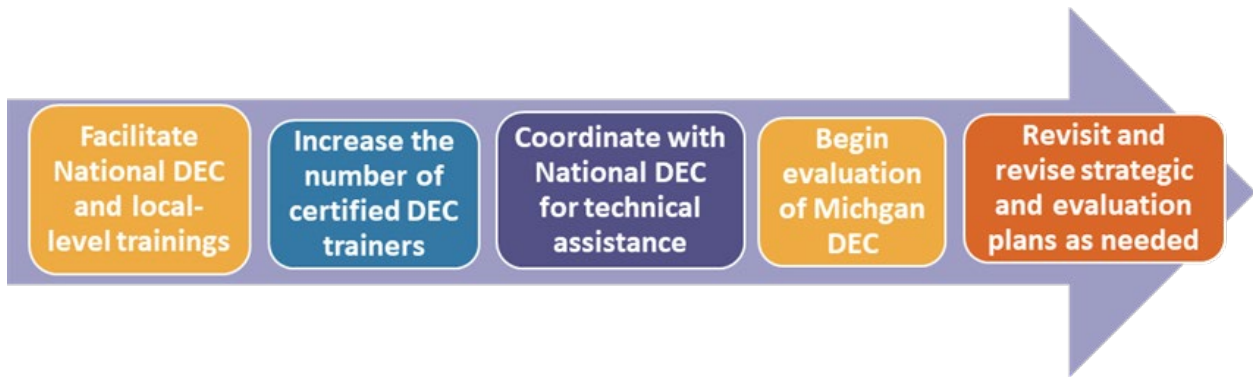 Facilitate
National DEC
and local-
level trainings
Increase the
number of
certified DEC
trainers
Coordinate with
National DEC
for technical
assistance
Begin
evaluation
of Michgan
DEC
Revisit and
revise strategic
and evaluation
plans as needed